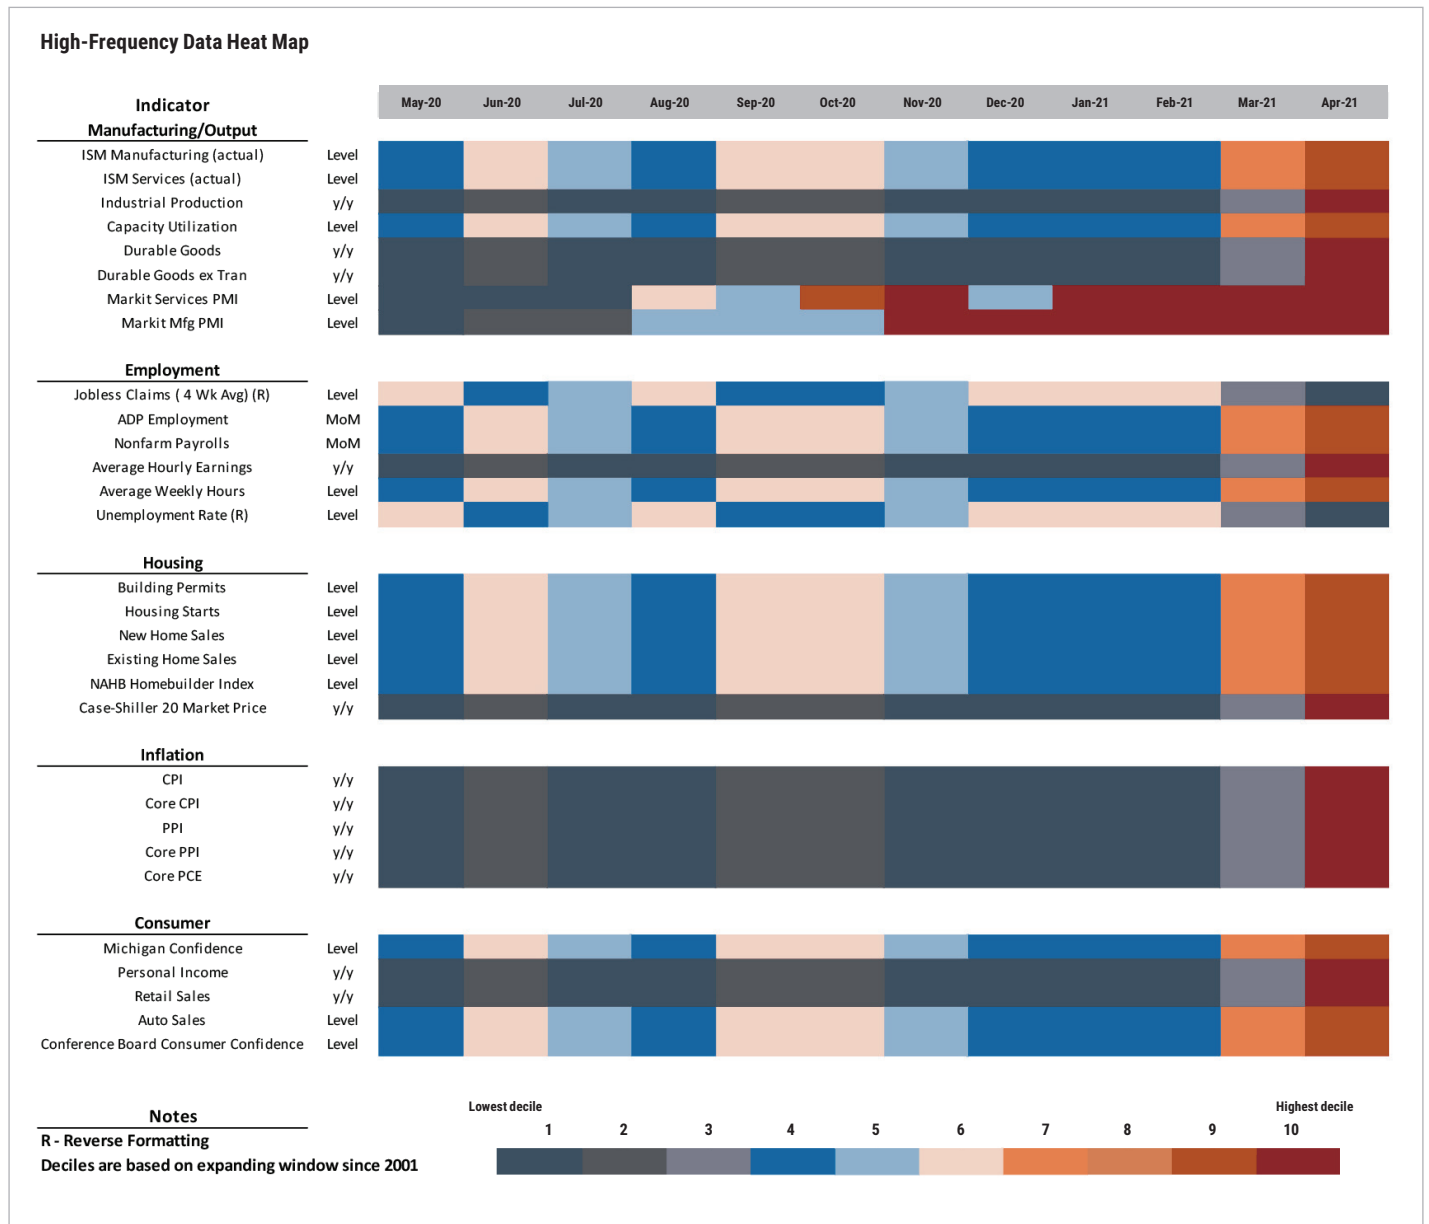 High-Frequency Data Heat Map
Indicator May-20 Jun-20 Jul-20 Aug-20 Sep-20 Oct-20 Nov-20 Dec-20 Jan-21 Feb-21 Mar-21 Apr-21
Manufacturing/Output
ISM Manufacturing (actual) Level
ISM Services (actual) Level
Industrial Production y/y
Capacity Utilization Level
Durable Goods y/y
Durable Goods ex Tran y/y
Markit Services PMI Level
Markit Mfg PMI Level
Employment
Jobless Claims ( 4 Wk Avg) (R) Level
ADP Employment MoM
Nonfarm Payrolls MoM
Average Hourly Earnings y/y
Average Weekly Hours Level
Unemployment Rate (R) Level
Housing
Building Permits Level
Housing Starts Level
New Home Sales Level
Existing Home Sales Level
NAHB Homebuilder Index Level
Case-Shiller 20 Market Price y/y
Inflation
CPI y/y
Core CPI y/y
PPI y/y
Core PPI y/y
Core PCE y/y
Consumer
Michigan Confidence Level
Personal Income y/y
Retail Sales y/y
Auto Sales Level
Conference Board Consumer Confidence Level
Notes
R - Reverse Formatting
Deciles are based on expanding window since 2001
Lowest decile Highest decile
1 2 3 4 5 6 7 8 9 10